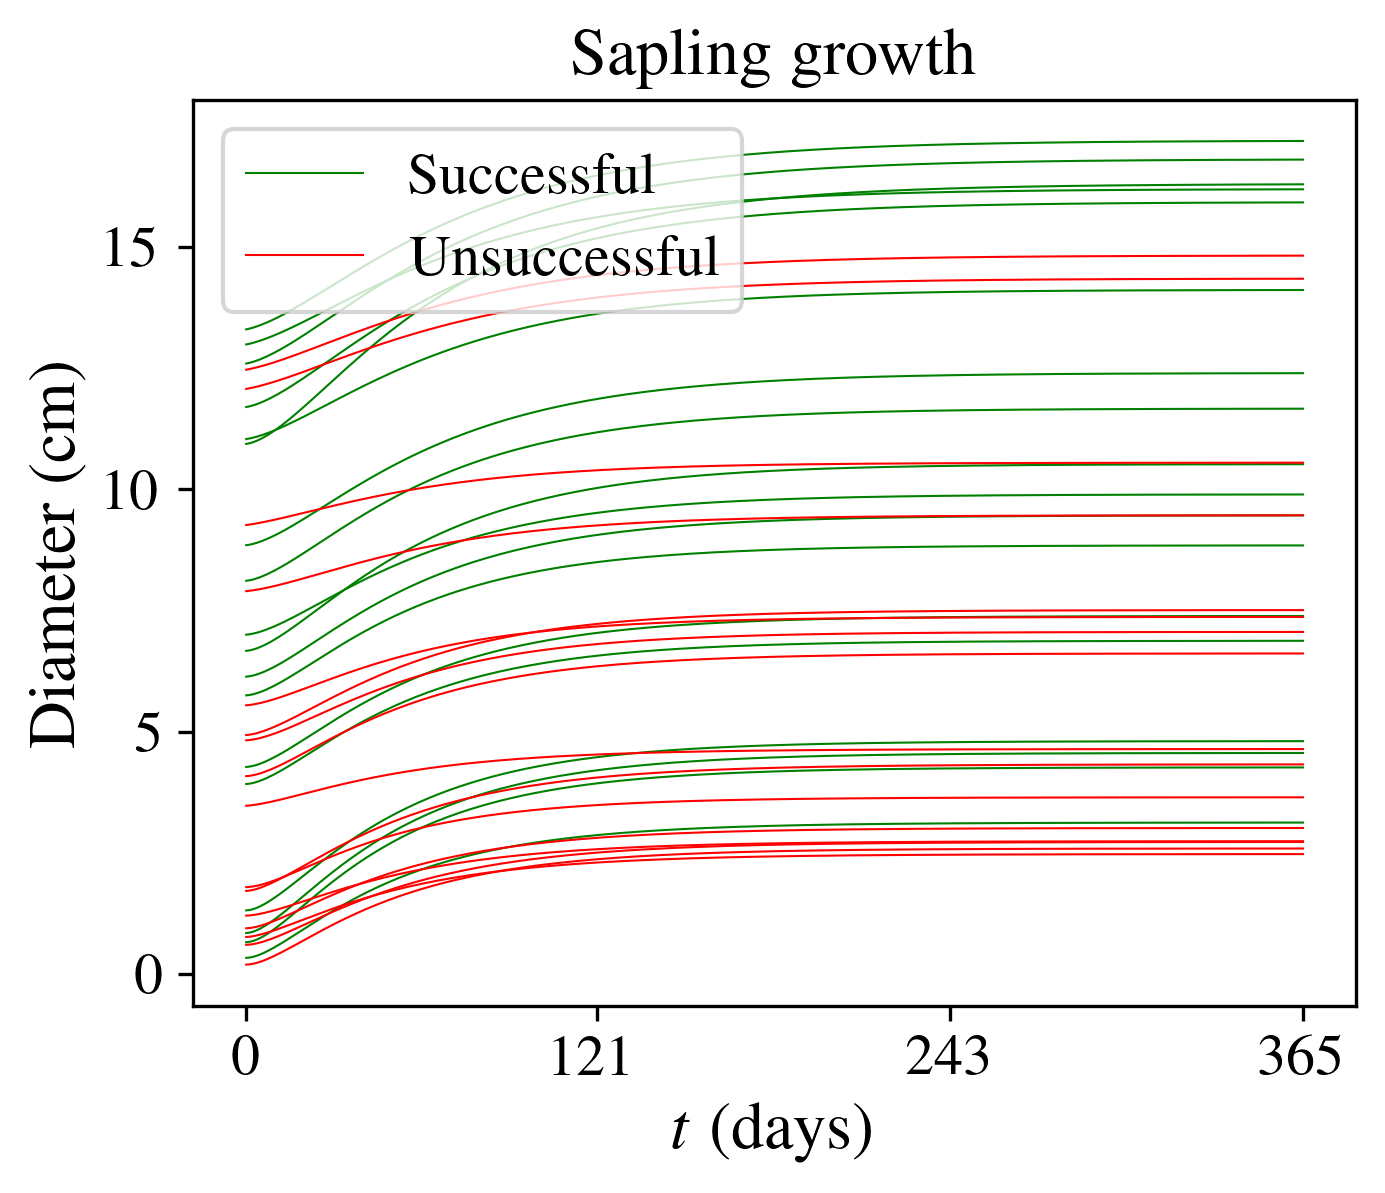 Sapling growth
Successful
Unsuccessful
Diameter (cm)
15
10
5
0
0 121 243 365
t (days)